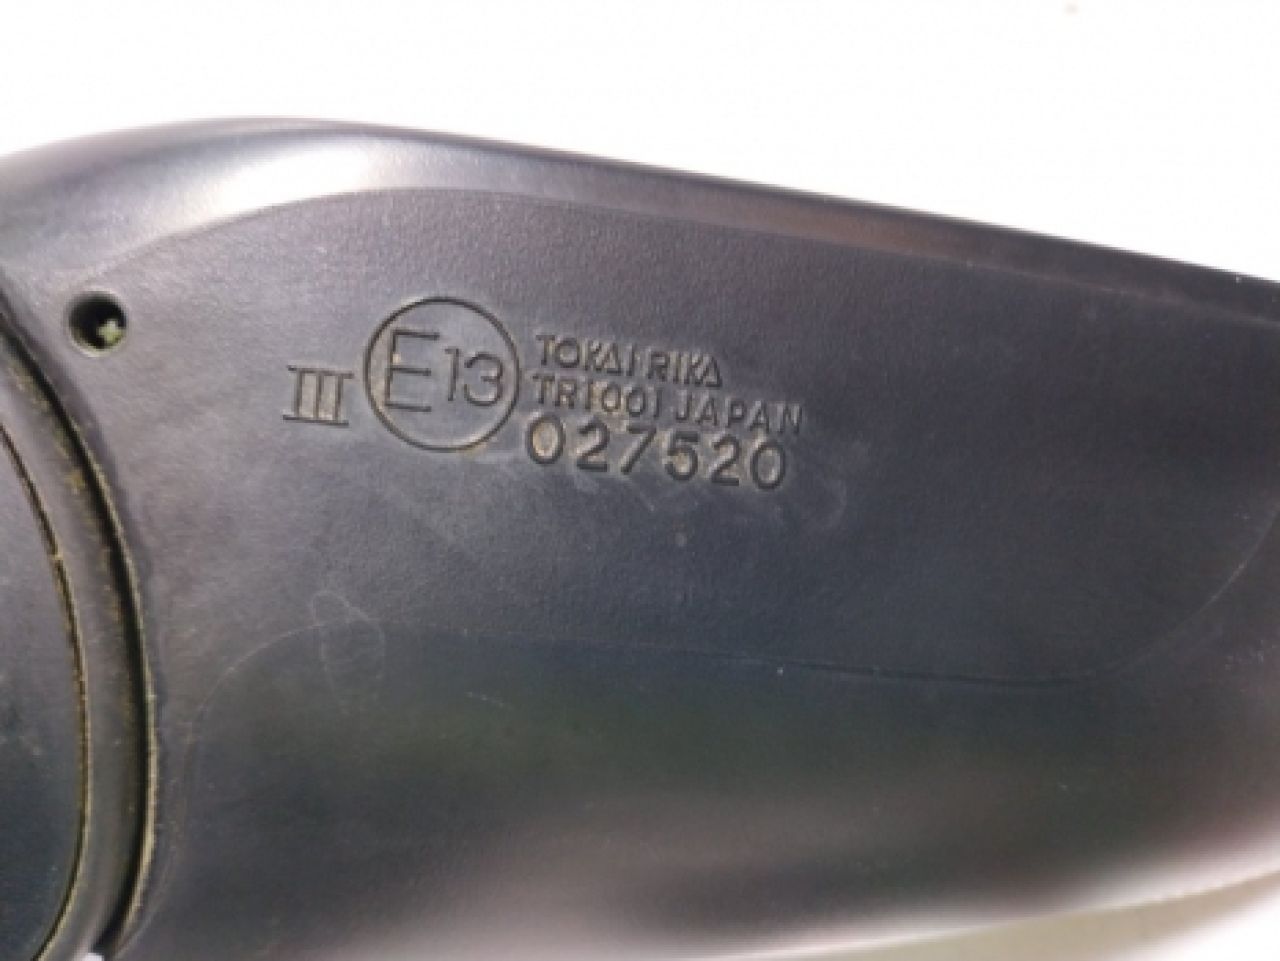 III E13 TOKAI RIKA
TR1001 JAPAN
027520